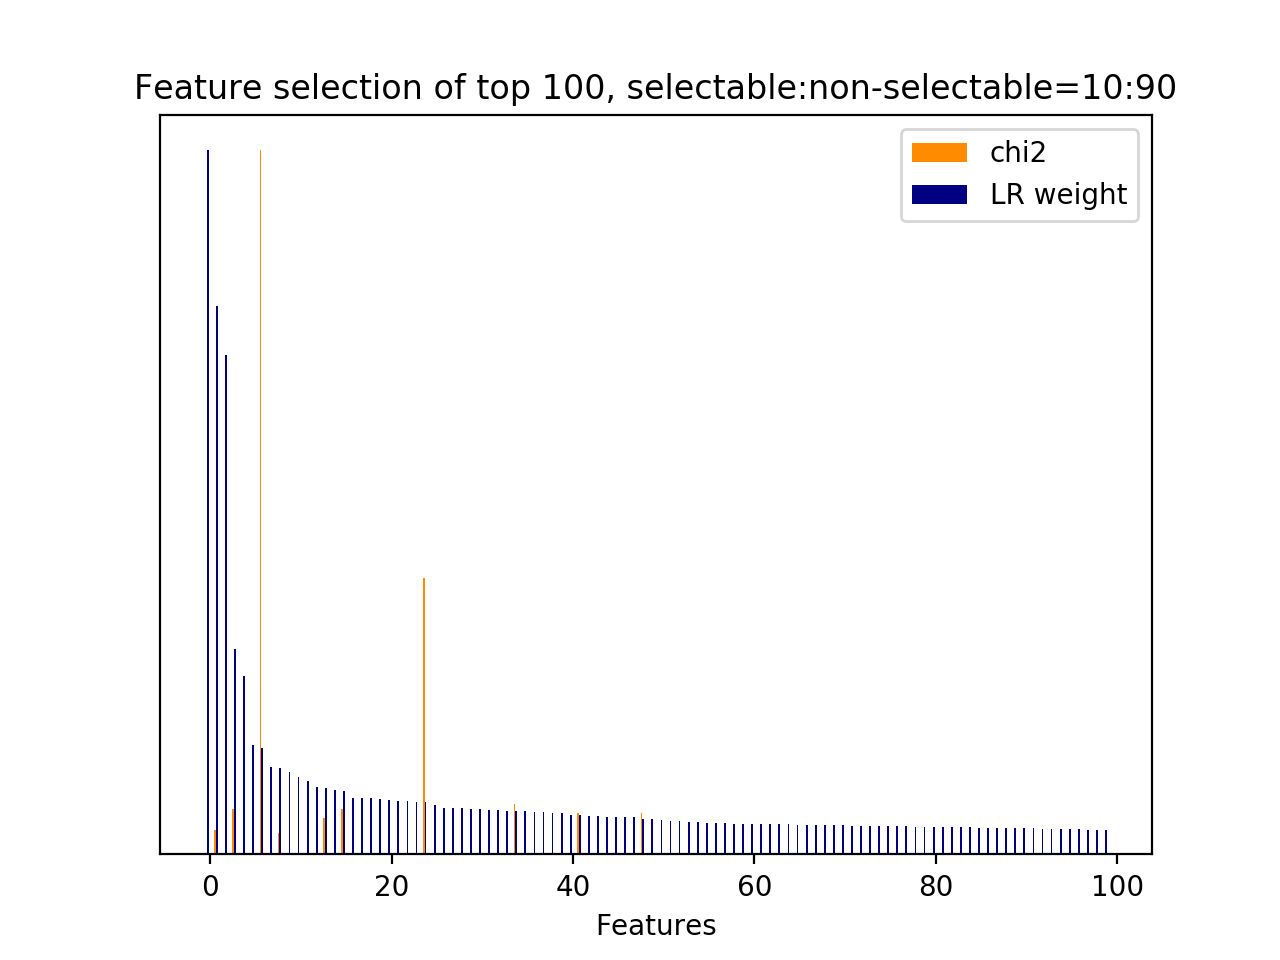 Feature selection of top 100, selectable:non-selectable=10:90
chi2
LR weight
0 20 40 60 80 100
Features